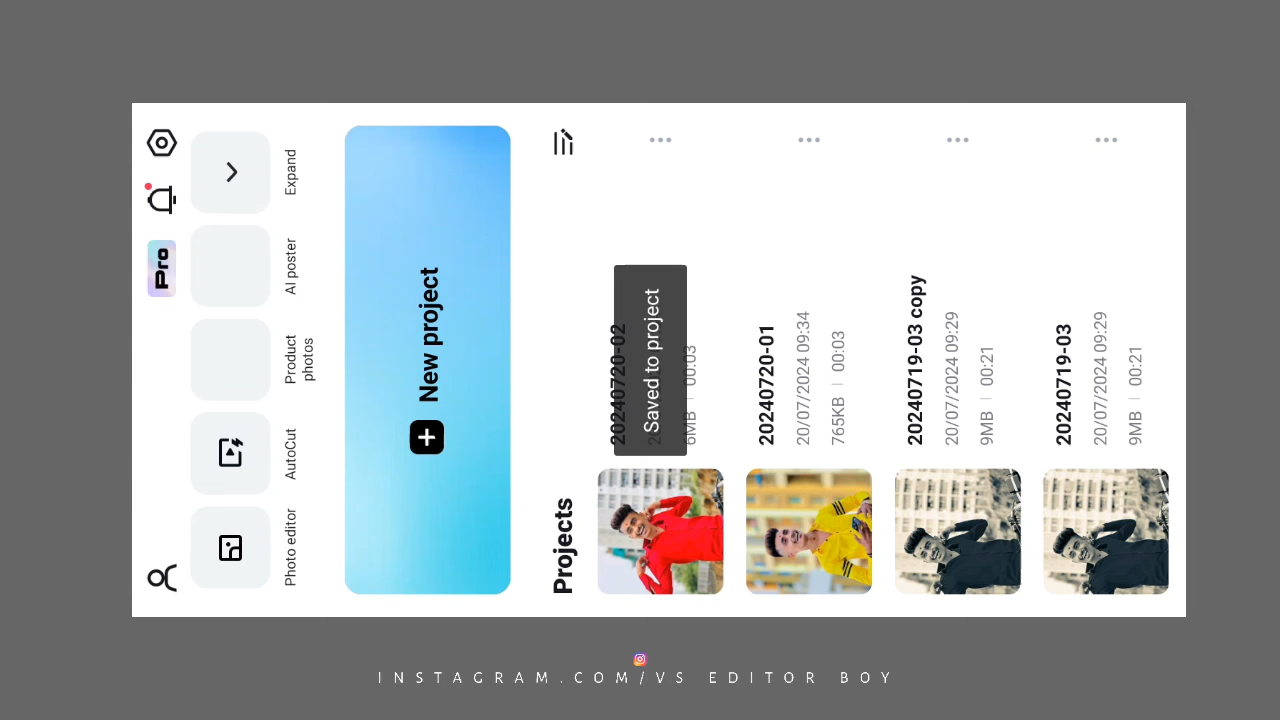 Pro
Photo editor
AutoCut
Product
photos
AI poster
Expand
New project
Projects
20240720-02
6MB | 00:03
Saved to project
20240720-01
20/07/2024 09:34
765KB | 00:03
20240719-03 copy
20/07/2024 09:29
9MB | 00:21
20240719-03
20/07/2024 09:29
9MB | 00:21
INSTAGRAM.COM/VS EDITOR BOY